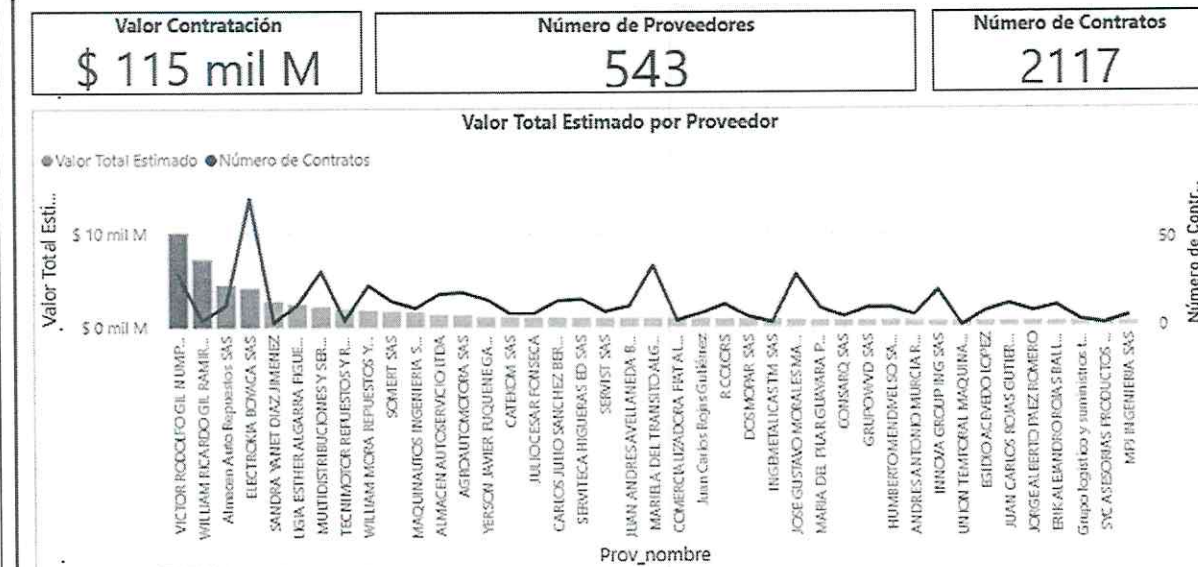 Valor Contratación
$ 115 mil M
Número de Proveedores
543
Número de Contratos
2117
Valor Total Estimado por Proveedor
Valor Total Estimado Número de Contratos
Valor Total Esti...
$ 10 mil M
$ 0 mil M
50
0
Número de Contr...
VICTOR RODOLFO GIL NUMP...
WILLIAM RICARDO GIL RAMIR...
Almacen Auto Repuestos SAS
ELECTROKIA BOYACA SAS
SANDRA YANET DIAZ JIMENEZ
LIGIA ESTHER ALGARRA FIGUE...
MULTIDISTRIBUCIONES Y SER...
TECNIMOTOR REPUESTOS Y R...
WILLIAM MORA REPUESTOS Y...
SOMERT SAS
MAQUINAUTOS INGENIERIA S...
ALMACEN AUTOSERVICIO LTDA
AGROAUTOMOTORA SAS
YERSON JAVIER FUQUENE GA...
CATEHOM SAS
JULIO CESAR FONSECA
CARLOS JULIO SANCHEZ BER...
SERVITECA HIGUERAS ED SAS
SERVIST SAS
JUAN ANDRES AVELLANEDA B...
MARIELA DEL TRANSITO ALG...
COMERCIALIZADORA FIAT AL...
Juan Carlos Rojas Gutiérrez
R COLORS
DOSMOPAR SAS
INGEMETALICAS TM SAS
JOSE GUSTAVO MORALES MA...
MARIA DEL PILAR GUAYARA P...
CONSARQ SAS
GRUPO WVD SAS
HUMBERTO MENDIVELSO SA...
ANDRES ANTONIO MURCIA R...
INNOVA GROUP ING SAS
UNION TEMPORAL MAQUINA...
EGIDIO ACEVEDO LOPEZ
JUAN CARLOS ROJAS GUTIER...
JORGE ALBERTO PAEZ ROMERO
ERIK ALEJANDRO ROJAS BALL...
Grupo logistico y suministros t...
SYC ASESORIAS PRODUCTOS ...
MPJ INGENIERIA SAS
Prov_nombre